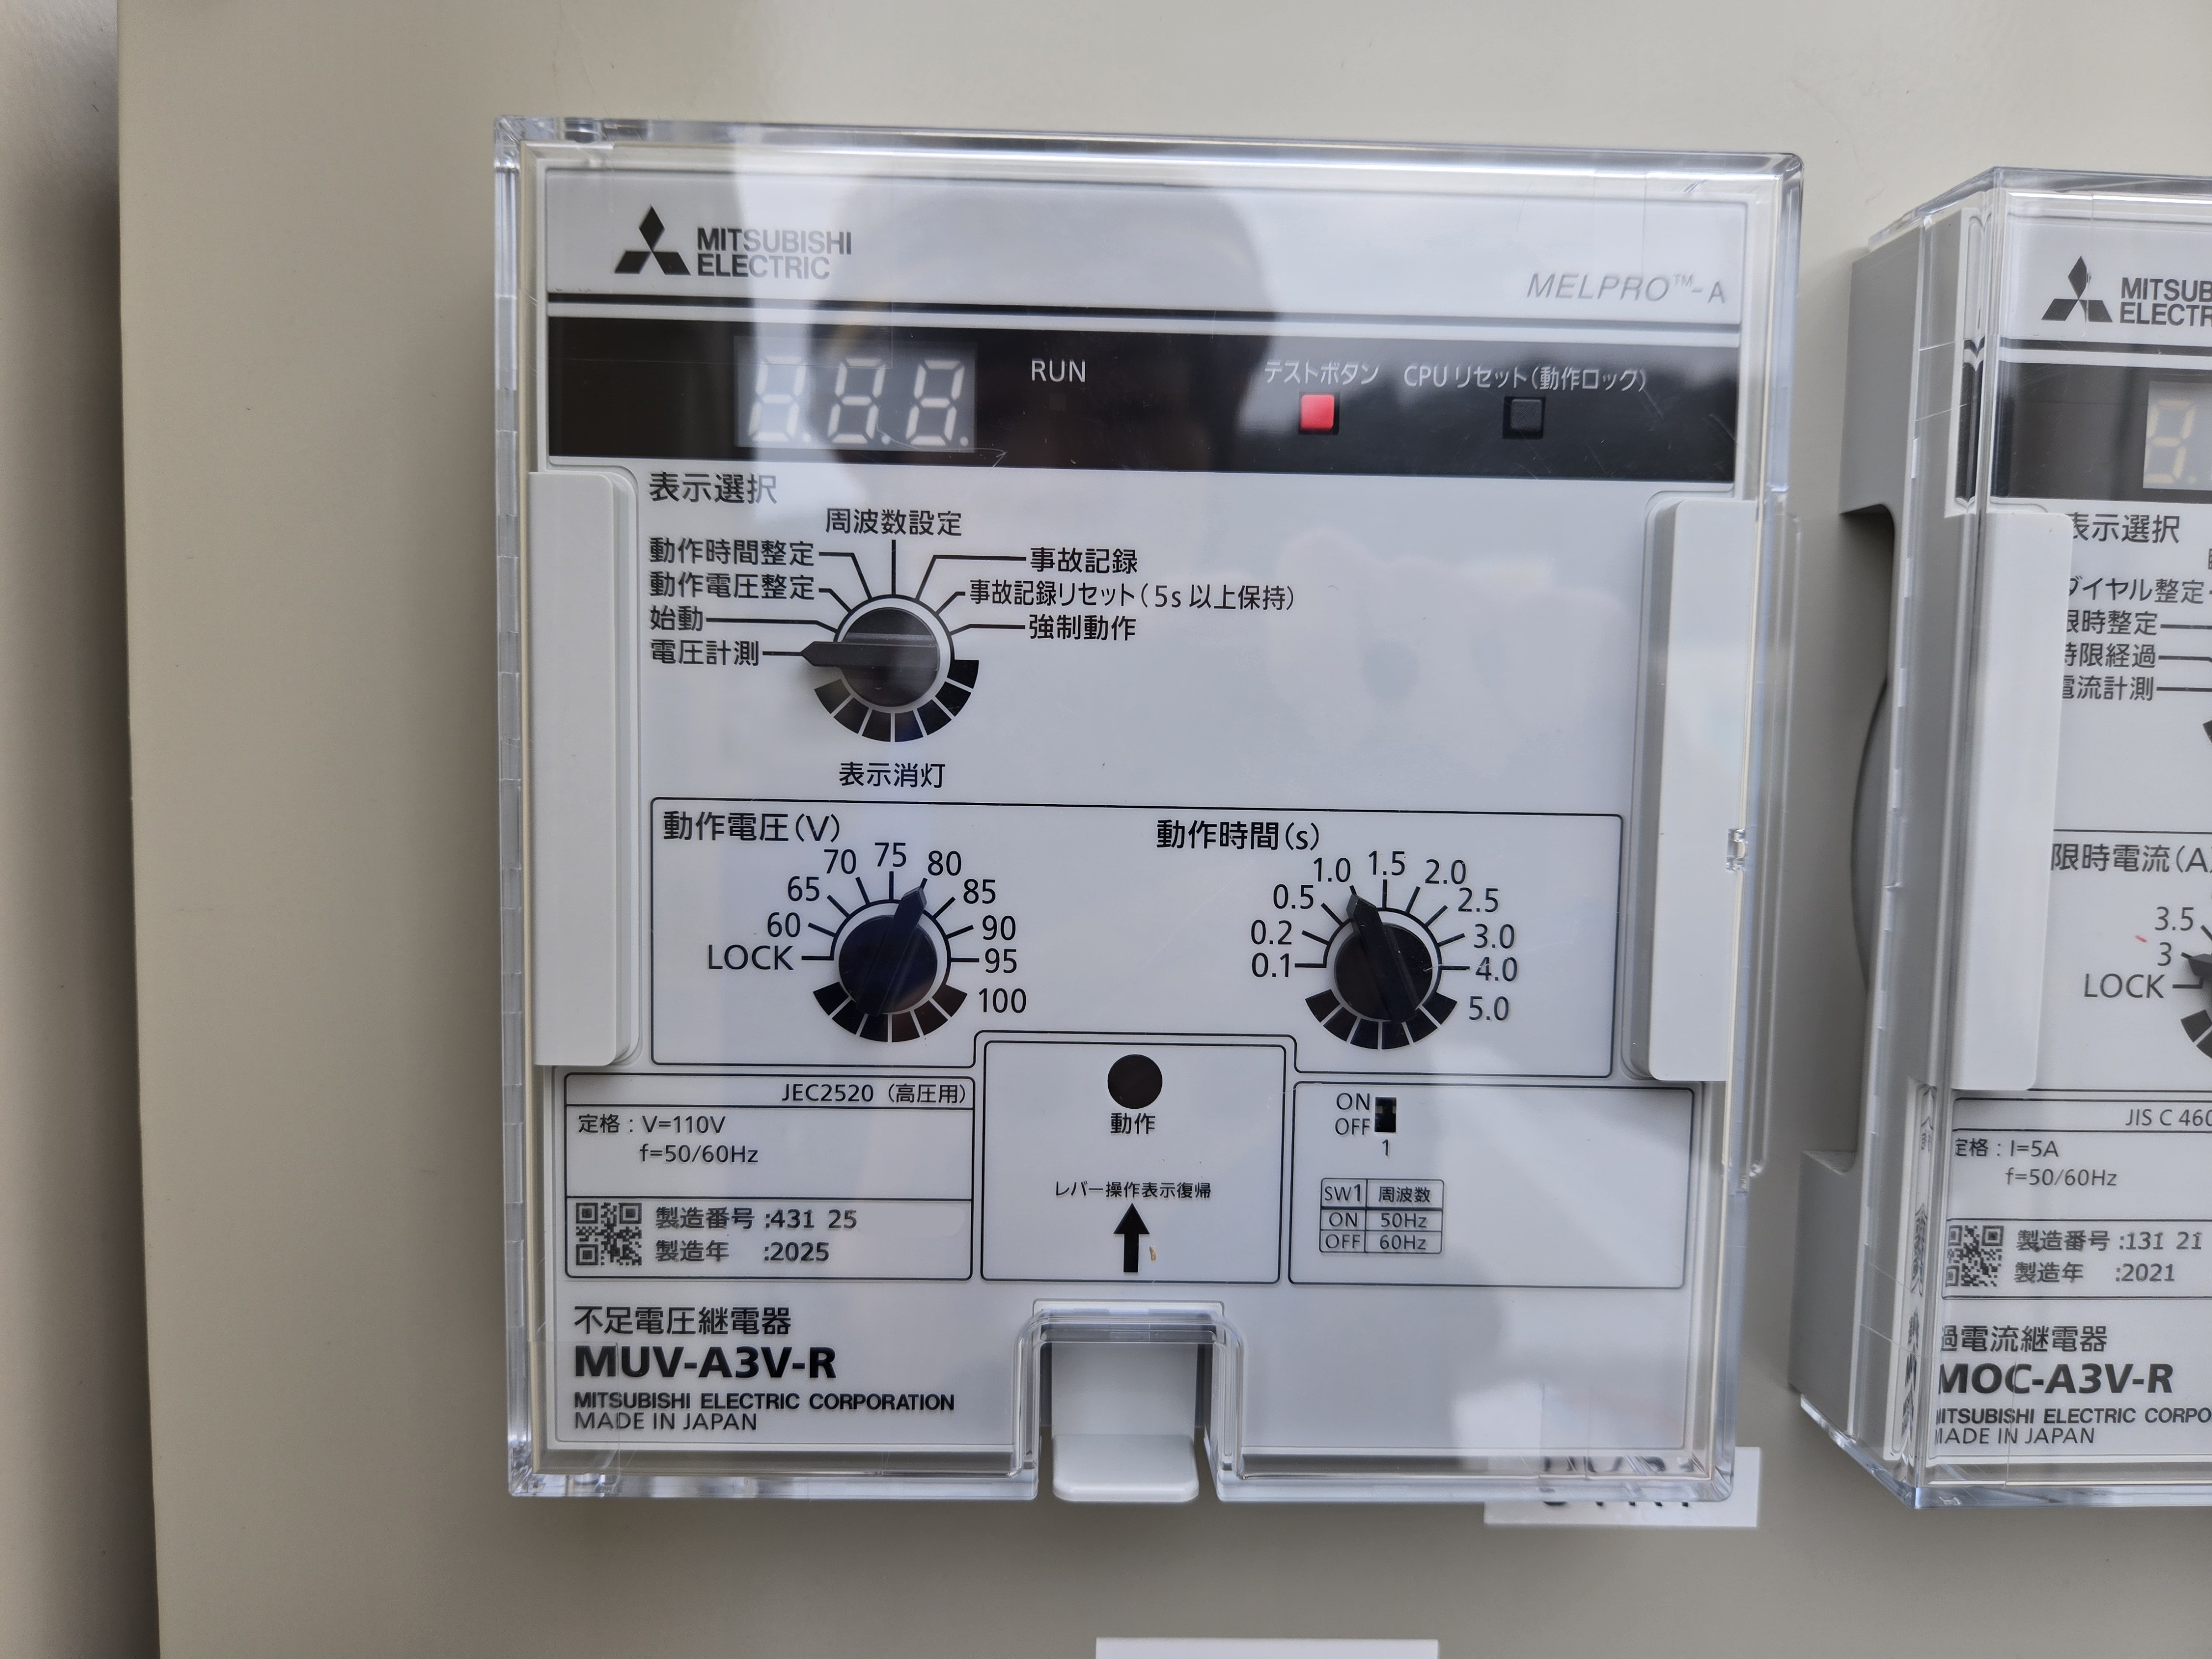 MITSUBISHI
ELECTRIC
MELPRO™-A
RUN
テストボタン
CPUリセット(動作ロック)
表示選択
周波数設定
動作時間整定
動作電圧整定
始動
電圧計測
事故記録
事故記録リセット(5s以上保持)
強制動作
表示消灯
動作電圧(V)
LOCK
60
65
70
75
80
85
90
95
100
動作時間(s)
0.1
0.2
0.5
1.0
1.5
2.0
2.5
3.0
4.0
5.0
JEC2520 (高圧用)
定格:V=110V
f=50/60Hz
製造番号:431 25
製造年 :2025
動作
レバー操作表示復帰
ON
OFF
1
SW1 周波数
ON 50Hz
OFF 60Hz
不足電圧継電器
MUV-A3V-R
MITSUBISHI ELECTRIC CORPORATION
MADE IN JAPAN
表示選択
ダイヤル整定
限時整定
時限経過
電流計測
限時電流(A
3.5
3
LOCK
JIS C 460
定格:I=5A
f=50/60Hz
製造番号:131 21
製造年 :2021
過電流継電器
MOC-A3V-R
MITSUBISHI ELECTRIC CORPO
MADE IN JAPAN